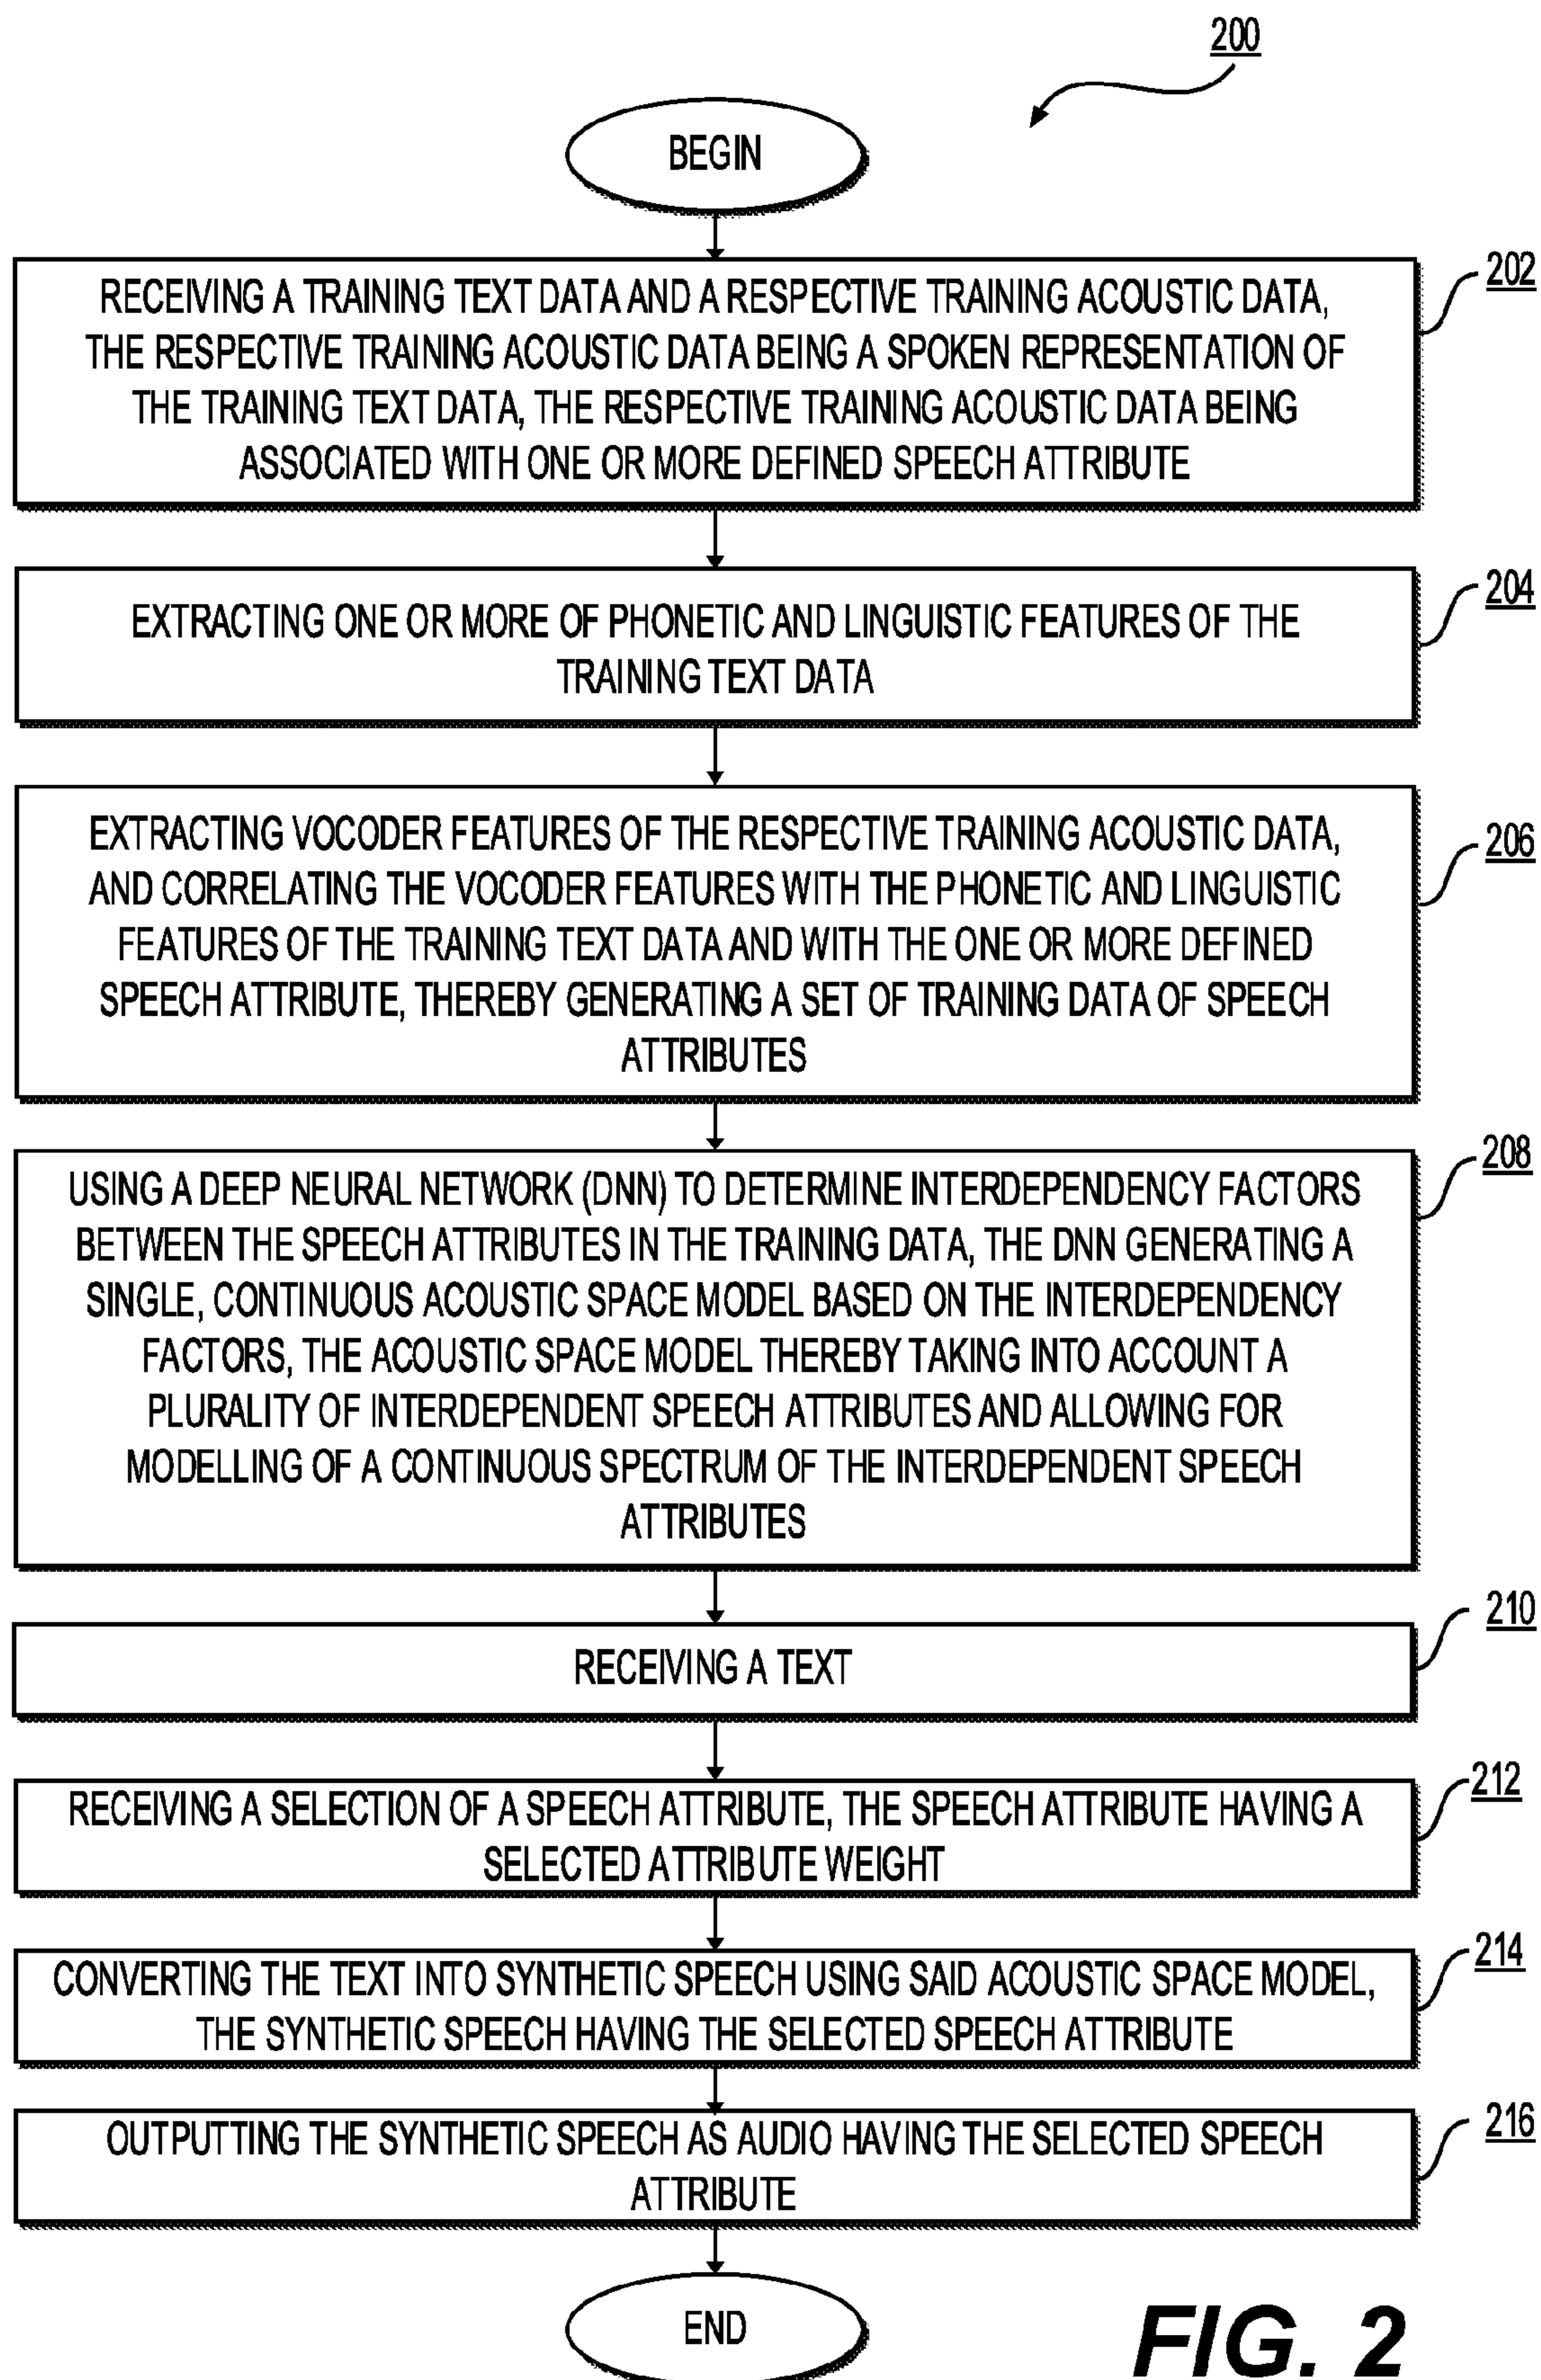 200
BEGIN
RECEIVING A TRAINING TEXT DATA AND A RESPECTIVE TRAINING ACOUSTIC DATA,
THE RESPECTIVE TRAINING ACOUSTIC DATA BEING A SPOKEN REPRESENTATION OF
THE TRAINING TEXT DATA, THE RESPECTIVE TRAINING ACOUSTIC DATA BEING
ASSOCIATED WITH ONE OR MORE DEFINED SPEECH ATTRIBUTE
202
EXTRACTING ONE OR MORE OF PHONETIC AND LINGUISTIC FEATURES OF THE
TRAINING TEXT DATA
204
EXTRACTING VOCODER FEATURES OF THE RESPECTIVE TRAINING ACOUSTIC DATA,
AND CORRELATING THE VOCODER FEATURES WITH THE PHONETIC AND LINGUISTIC
FEATURES OF THE TRAINING TEXT DATA AND WITH THE ONE OR MORE DEFINED
SPEECH ATTRIBUTE, THEREBY GENERATING A SET OF TRAINING DATA OF SPEECH
ATTRIBUTES
206
USING A DEEP NEURAL NETWORK (DNN) TO DETERMINE INTERDEPENDENCY FACTORS
BETWEEN THE SPEECH ATTRIBUTES IN THE TRAINING DATA, THE DNN GENERATING A
SINGLE, CONTINUOUS ACOUSTIC SPACE MODEL BASED ON THE INTERDEPENDENCY
FACTORS, THE ACOUSTIC SPACE MODEL THEREBY TAKING INTO ACCOUNT A
PLURALITY OF INTERDEPENDENT SPEECH ATTRIBUTES AND ALLOWING FOR
MODELLING OF A CONTINUOUS SPECTRUM OF THE INTERDEPENDENT SPEECH
ATTRIBUTES
208
RECEIVING A TEXT
210
RECEIVING A SELECTION OF A SPEECH ATTRIBUTE, THE SPEECH ATTRIBUTE HAVING A
SELECTED ATTRIBUTE WEIGHT
212
CONVERTING THE TEXT INTO SYNTHETIC SPEECH USING SAID ACOUSTIC SPACE MODEL,
THE SYNTHETIC SPEECH HAVING THE SELECTED SPEECH ATTRIBUTE
214
OUTPUTTING THE SYNTHETIC SPEECH AS AUDIO HAVING THE SELECTED SPEECH
ATTRIBUTE
216
END
FIG. 2